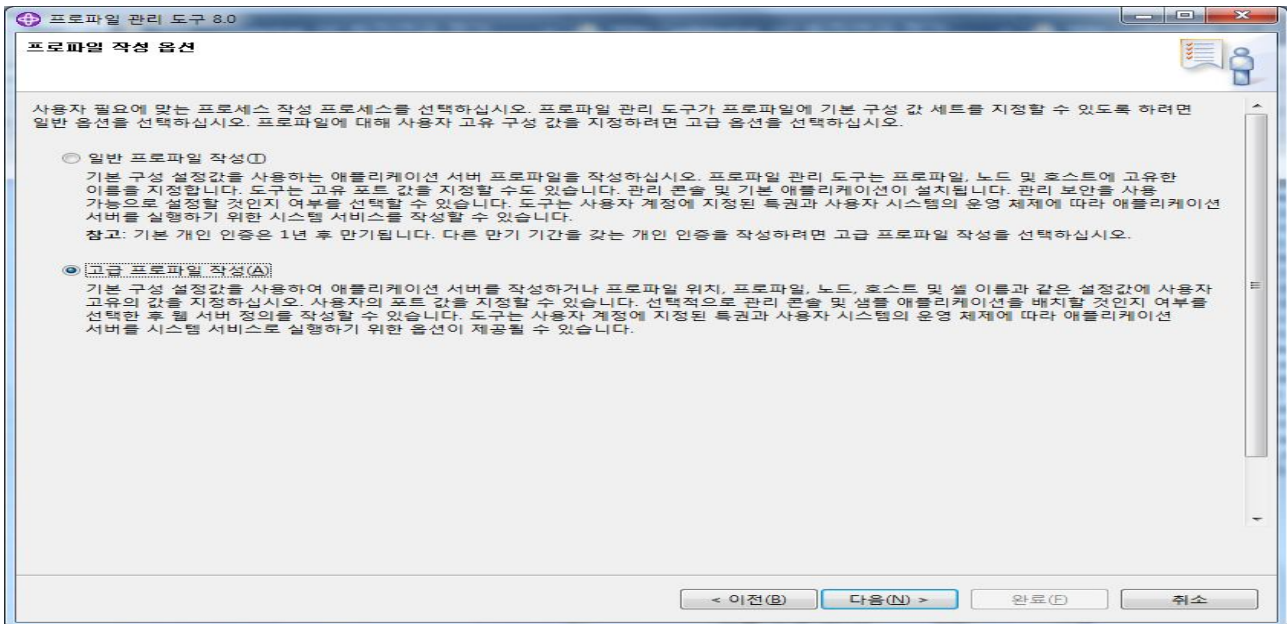 프로파일 관리 도구 8.0
프로파일 작성 옵션
사용자 필요에 맞는 프로세스 작성 프로세스를 선택하십시오. 프로파일 관리 도구가 프로파일에 기본 구성 값 세트를 지정할 수 있도록 하려면
일반 옵션을 선택하십시오. 프로파일에 대해 사용자 고유 구성 값을 지정하려면 고급 옵션을 선택하십시오.
일반 프로파일 작성(T)
기본 구성 설정값을 사용하는 애플리케이션 서버 프로파일을 작성하십시오. 프로파일 관리 도구는 프로파일, 노드 및 호스트에 고유한
이름을 지정합니다. 도구는 고유 포트 값을 지정할 수도 있습니다. 관리 콘솔 및 기본 애플리케이션이 설치됩니다. 관리 보안을 사용
가능으로 설정할 것인지 여부를 선택할 수 있습니다. 도구는 사용자 계정에 지정된 특권과 사용자 시스템의 운영 체제에 따라 애플리케이션
서버를 실행하기 위한 시스템 서비스를 작성할 수 있습니다.
참고: 기본 개인 인증은 1년 후 만기됩니다. 다른 만기 기간을 갖는 개인 인증을 작성하려면 고급 프로파일 작성을 선택하십시오.
고급 프로파일 작성(A)
기본 구성 설정값을 사용하여 애플리케이션 서버를 작성하거나 프로파일 위치, 프로파일, 노드, 호스트 및 셀 이름과 같은 설정값에 사용자
고유의 값을 지정하십시오. 사용자의 포트 값을 지정할 수 있습니다. 선택적으로 관리 콘솔 및 샘플 애플리케이션을 배치할 것인지 여부를
선택한 후 웹 서버 정의를 작성할 수 있습니다. 도구는 사용자 계정에 지정된 특권과 사용자 시스템의 운영 체제에 따라 애플리케이션
서버를 시스템 서비스로 실행하기 위한 옵션이 제공될 수 있습니다.
< 이전(B) 다음(N) > 완료(F) 취소